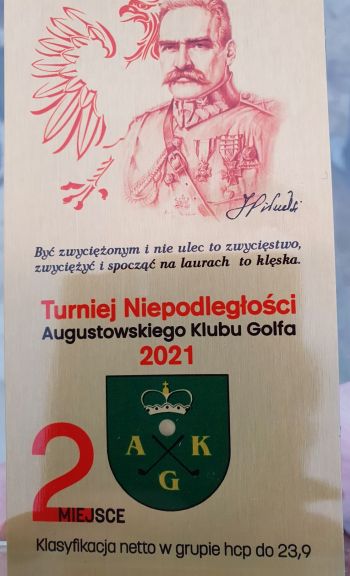 J. Piłsudski
Być zwyciężonym i nie ulec to zwycięstwo,
zwyciężyć i spocząć na laurach to klęska.
Turniej Niepodległości
Augustowskiego Klubu Golfa
2021
A K
G
2
MIEJSCE
Klasyfikacja netto w grupie hcp do 23,9